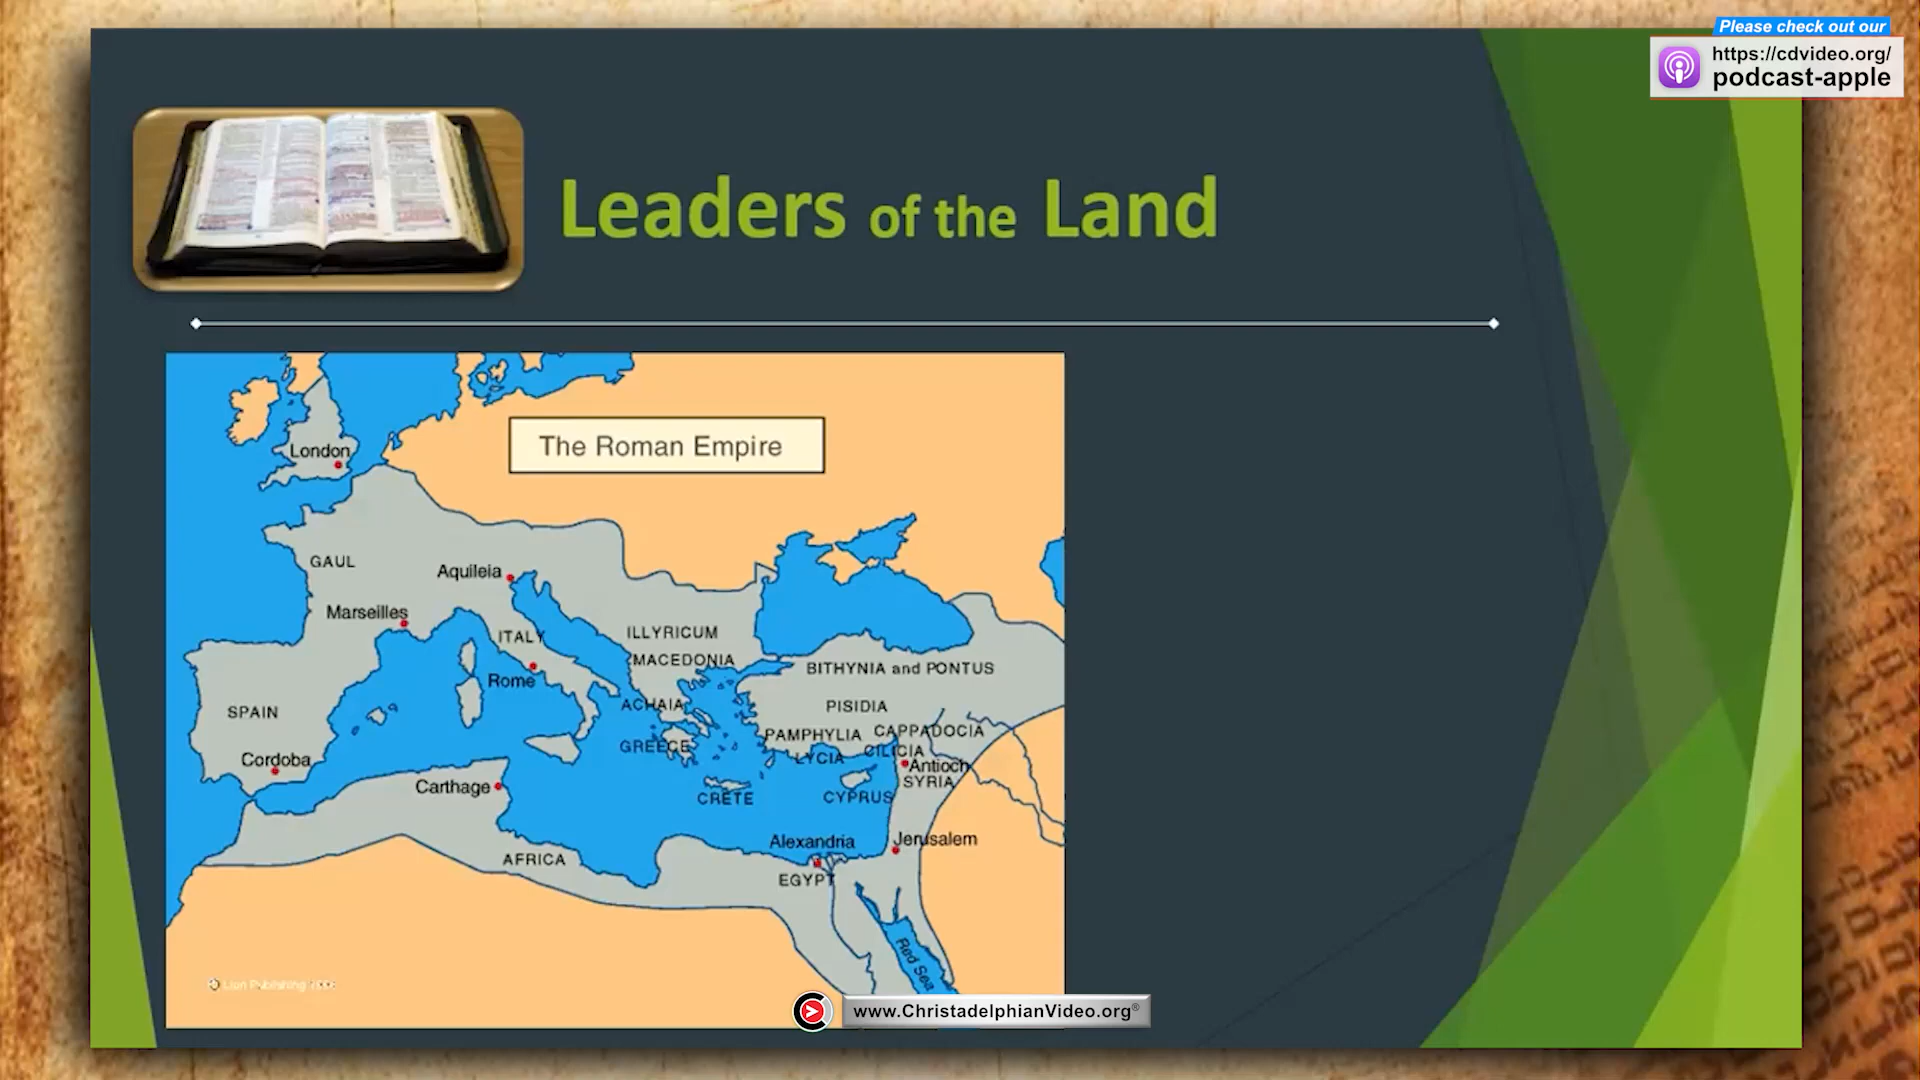 Please check out our
https://cdvideo.org/
podcast-apple
Leaders of the Land
The Roman Empire
London
GAUL
Aquileia
Marseilles
ITALY
ILLYRICUM
MACEDONIA
BITHYNIA and PONTUS
Rome
SPAIN
ACHAIA
PISIDIA
PAMPHYLIA
CAPPADOCIA
GREECE
CILICIA
LYCIA
Cordoba
Antioch
SYRIA
Carthage
CRETE
CYPRUS
Alexandria
Jerusalem
AFRICA
EGYPT
Red Sea
Lion Publishing
www.ChristadelphianVideo.org®